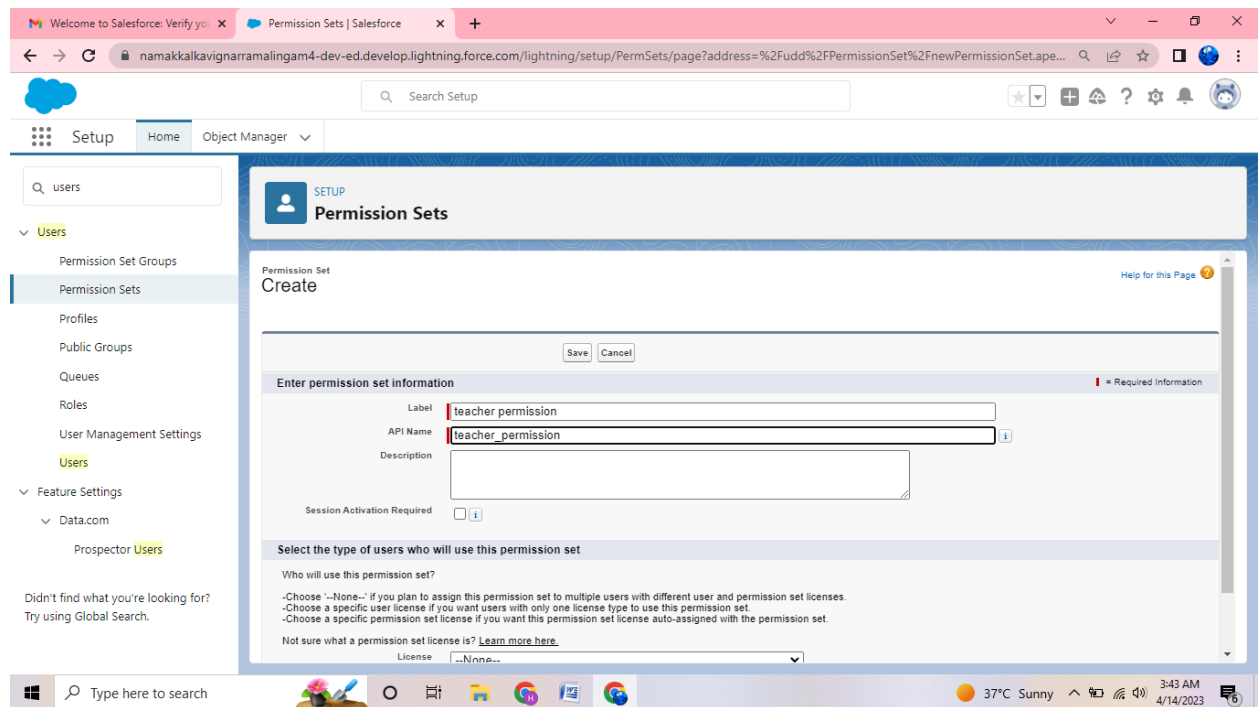 Welcome to Salesforce: Verify yo
Permission Sets | Salesforce
namakkalkavignarramalingam4-dev-ed.develop.lightning.force.com/lightning/setup/PermSets/page?address=%2Fudd%2FPermissionSet%2FnewPermissionSet.ape...
Search Setup
Setup Home Object Manager
users
Users
Permission Set Groups
Permission Sets
Profiles
Public Groups
Queues
Roles
User Management Settings
Users
Feature Settings
Data.com
Prospector Users
Didn't find what you're looking for?
Try using Global Search.
SETUP
Permission Sets
Permission Set
Create
Help for this Page
Save Cancel
Enter permission set information
= Required Information
Label teacher permission
API Name teacher_permission
i
Description
Session Activation Required
i
Select the type of users who will use this permission set
Who will use this permission set?
-Choose '--None--' if you plan to assign this permission set to multiple users with different user and permission set licenses.
-Choose a specific user license if you want users with only one license type to use this permission set.
-Choose a specific permission set license if you want this permission set license auto-assigned with the permission set.
Not sure what a permission set license is? Learn more here.
License --None--
Type here to search
37°C Sunny
3:43 AM
4/14/2023
6